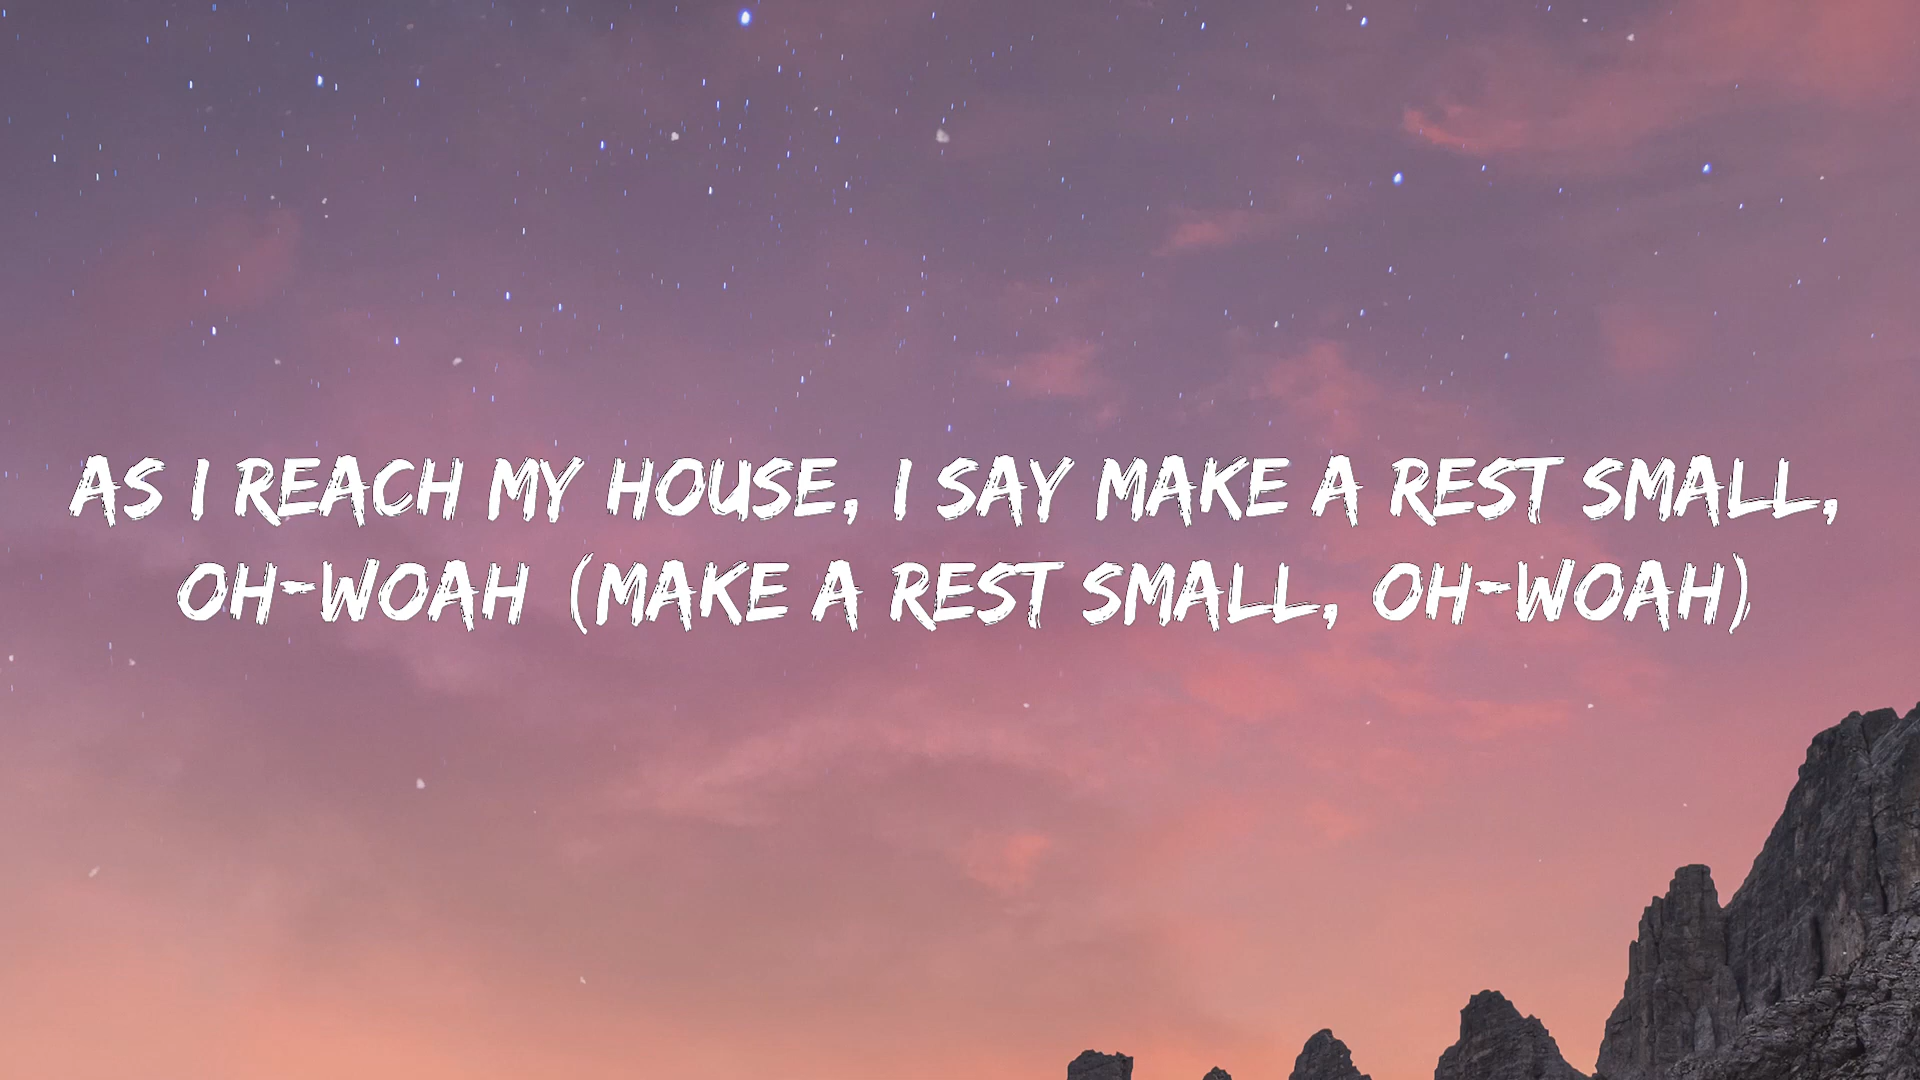 AS I REACH MY HOUSE, I SAY MAKE A REST SMALL,
OH-WOAH (MAKE A REST SMALL, OH-WOAH)